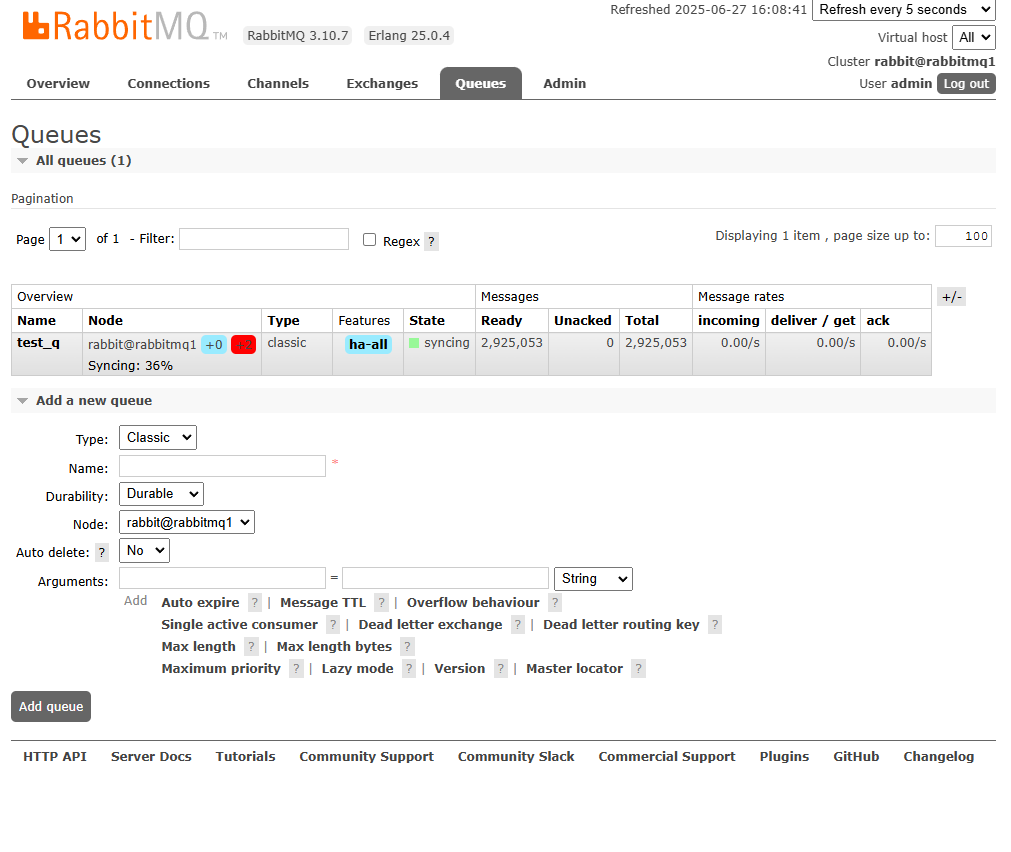 Refreshed 2025-06-27 16:08:41 Refresh every 5 seconds
RabbitMQ TM RabbitMQ 3.10.7 Erlang 25.0.4
Virtual host All
Cluster rabbit@rabbitmq1
User admin Log out
Overview Connections Channels Exchanges Queues Admin
Queues
All queues (1)
Pagination
Page 1 of 1 - Filter: Regex ? Displaying 1 item , page size up to: 100
Overview Messages Message rates +/-
Name Node Type Features State Ready Unacked Total incoming deliver / get ack
test_q rabbit@rabbitmq1 +0 +2 classic ha-all syncing 2,925,053 0 2,925,053 0.00/s 0.00/s 0.00/s
Syncing: 36%
Add a new queue
Type: Classic
Name: *
Durability: Durable
Node: rabbit@rabbitmq1
Auto delete: ? No
Arguments: = String
Add Auto expire ? | Message TTL ? | Overflow behaviour ?
Single active consumer ? | Dead letter exchange ? | Dead letter routing key ?
Max length ? | Max length bytes ?
Maximum priority ? | Lazy mode ? | Version ? | Master locator ?
Add queue
HTTP API Server Docs Tutorials Community Support Community Slack Commercial Support Plugins GitHub Changelog